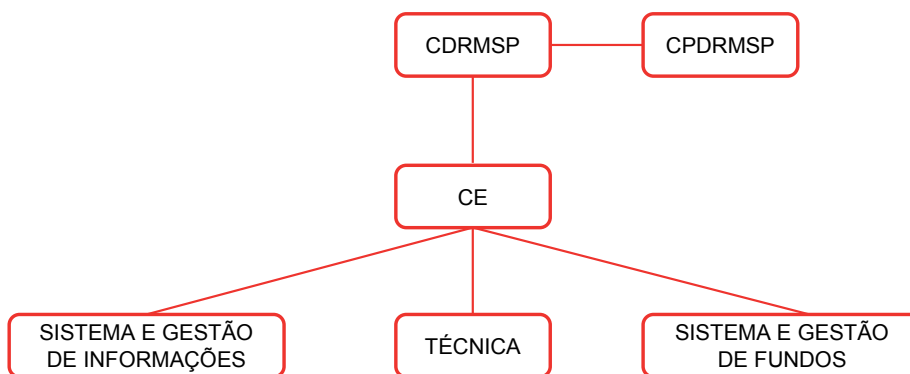 CDRMSP
CPDRMSP
CE
SISTEMA E GESTÃO
DE INFORMAÇÕES
TÉCNICA
SISTEMA E GESTÃO
DE FUNDOS